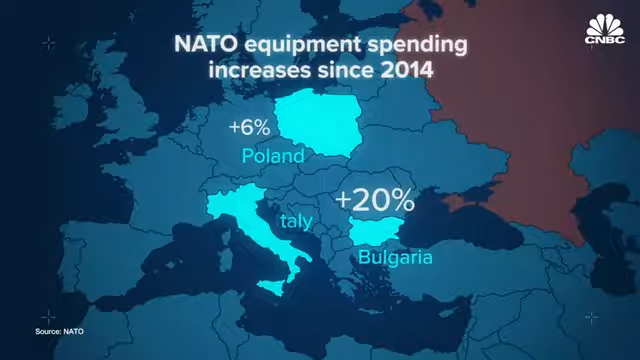 CNBC
NATO equipment spending
increases since 2014
+6%
Poland
+20%
taly
Bulgaria
Source: NATO